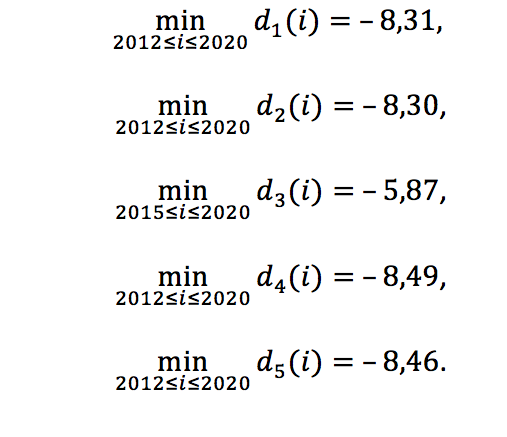 min d₁(i) = – 8,31,
2012≤i≤2020
min d₂(i) = – 8,30,
2012≤i≤2020
min d₃(i) = – 5,87,
2015≤i≤2020
min d₄(i) = – 8,49,
2012≤i≤2020
min d₅(i) = – 8,46.
2012≤i≤2020